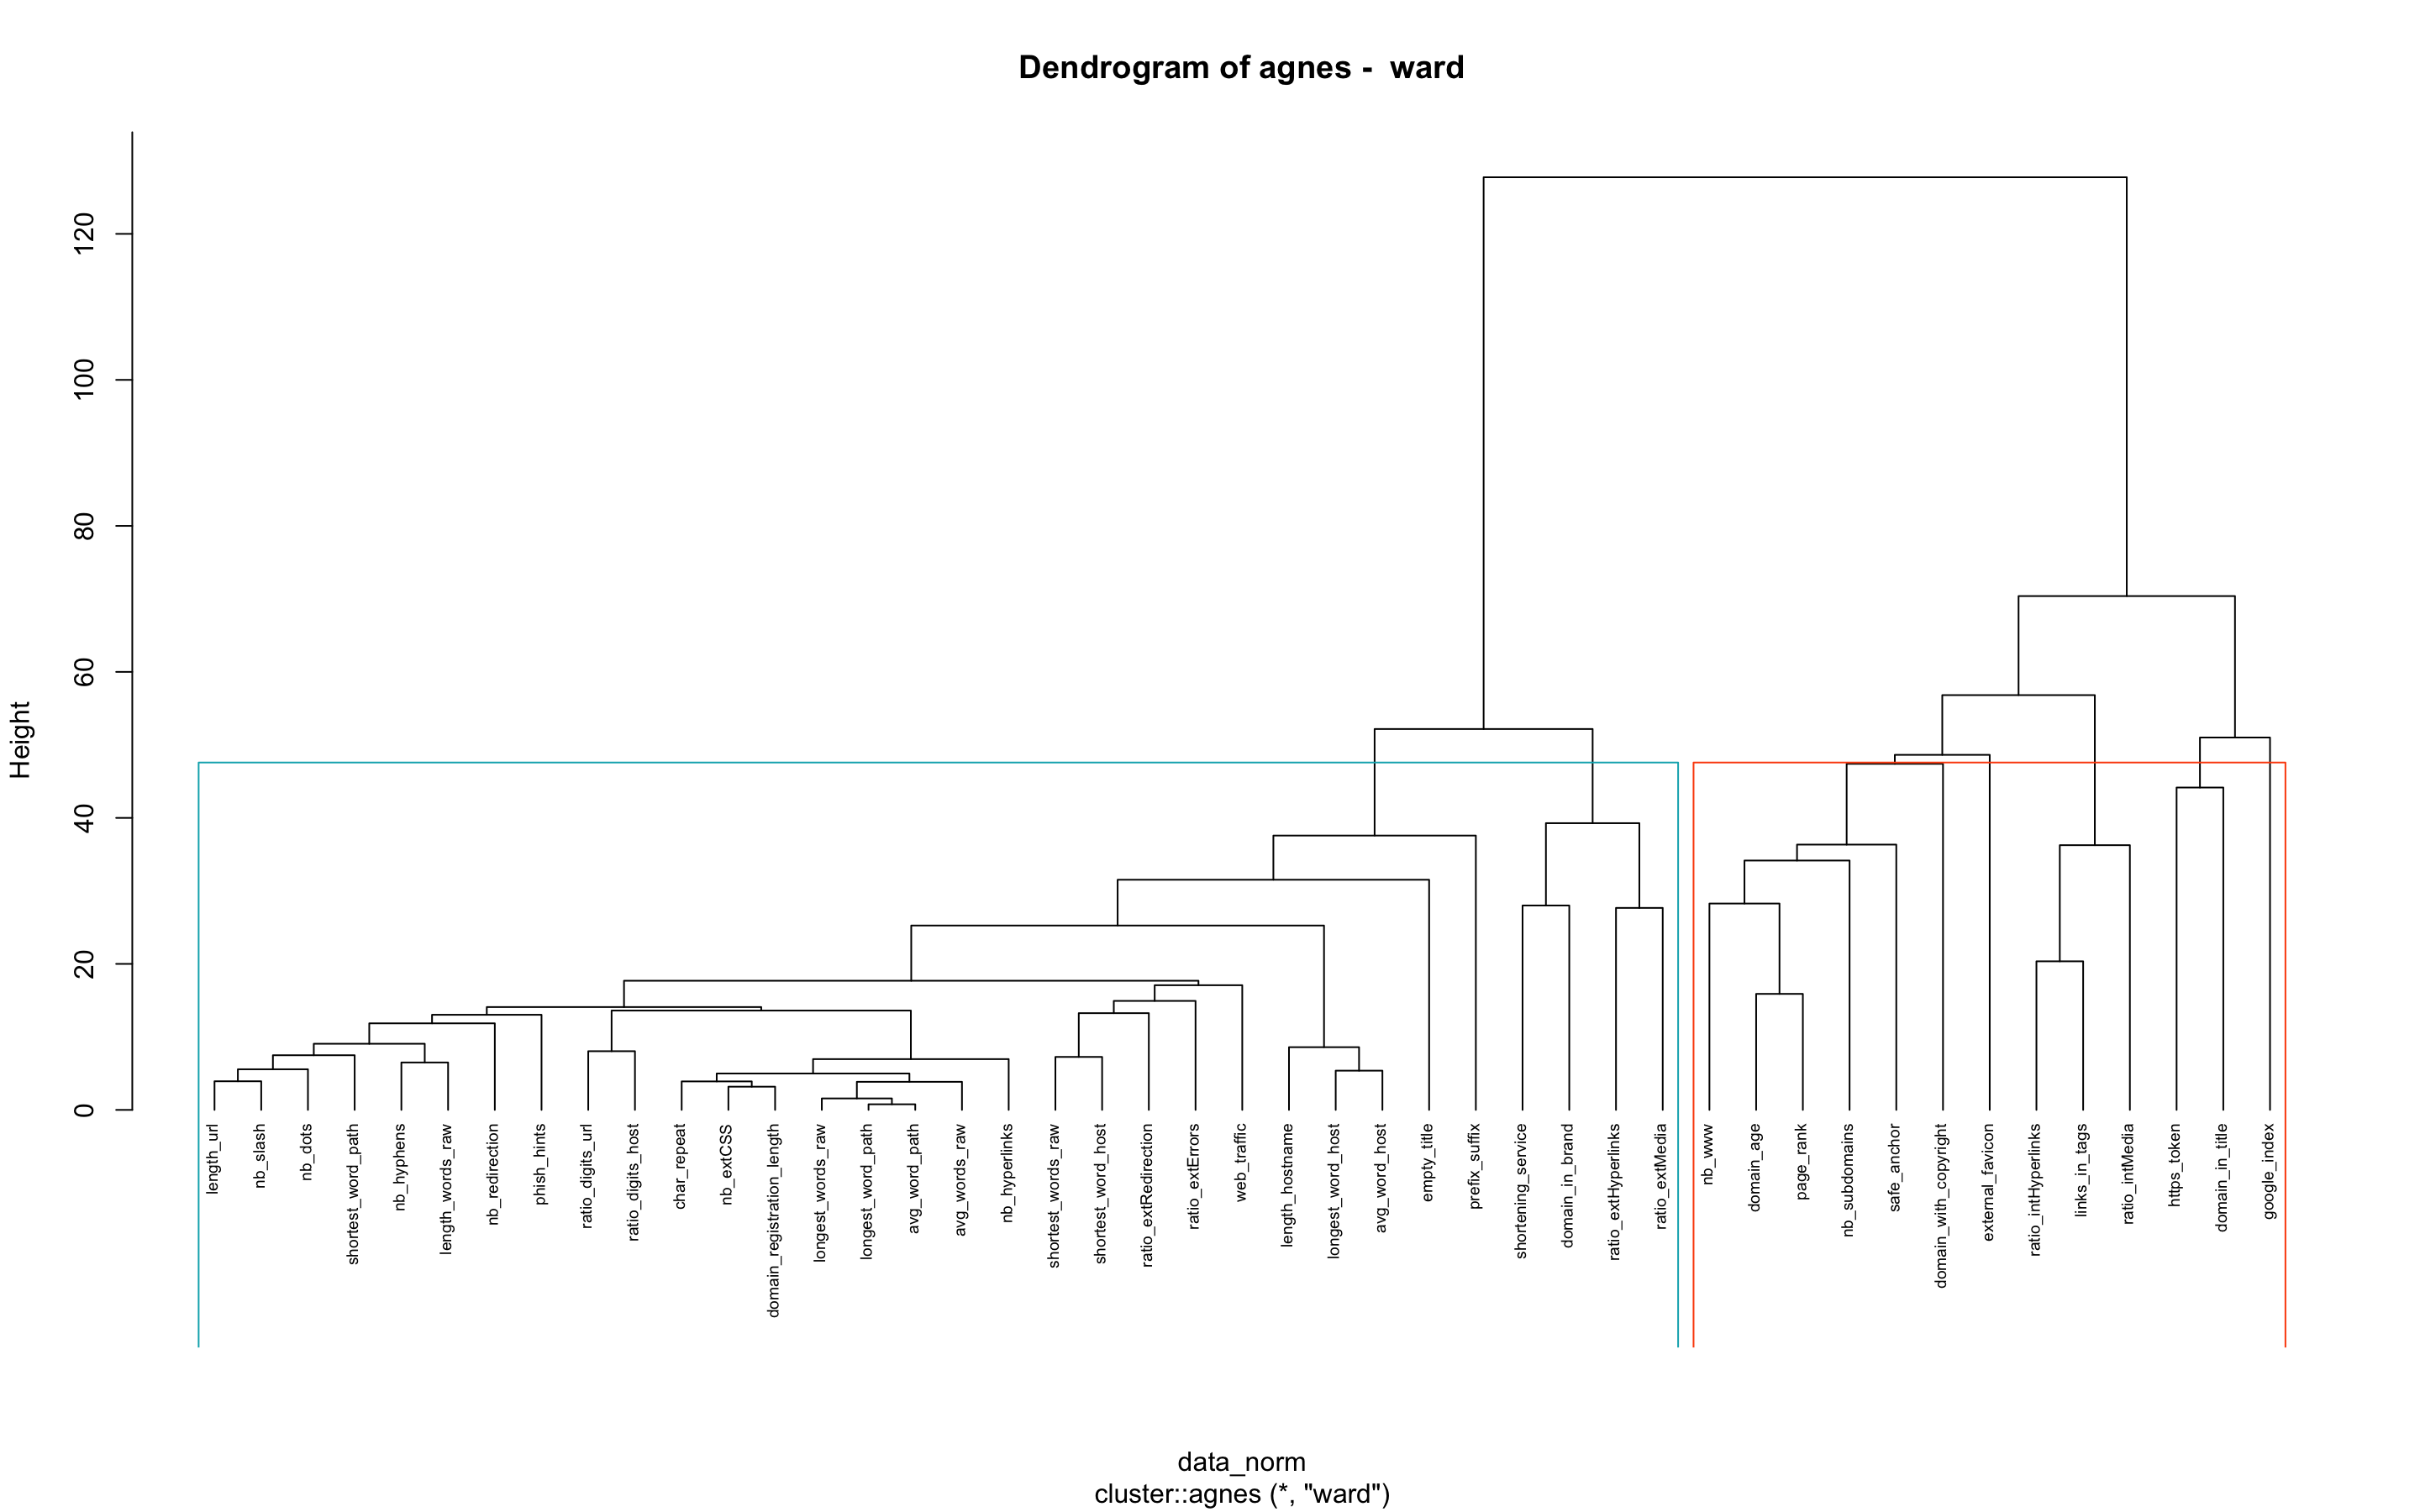 Dendrogram of agnes -  ward
Height
120
100
80
60
40
20
0
length_url
nb_slash
nb_dots
shortest_word_path
nb_hyphens
length_words_raw
nb_redirection
phish_hints
ratio_digits_url
ratio_digits_host
char_repeat
nb_extCSS
domain_registration_length
longest_words_raw
longest_word_path
avg_word_path
avg_words_raw
nb_hyperlinks
shortest_words_raw
shortest_word_host
ratio_extRedirection
ratio_extErrors
web_traffic
length_hostname
longest_word_host
avg_word_host
empty_title
prefix_suffix
shortening_service
domain_in_brand
ratio_extHyperlinks
ratio_extMedia
nb_www
domain_age
page_rank
nb_subdomains
safe_anchor
domain_with_copyright
external_favicon
ratio_intHyperlinks
links_in_tags
ratio_intMedia
https_token
domain_in_title
google_index
data_norm
cluster::agnes (*, "ward")